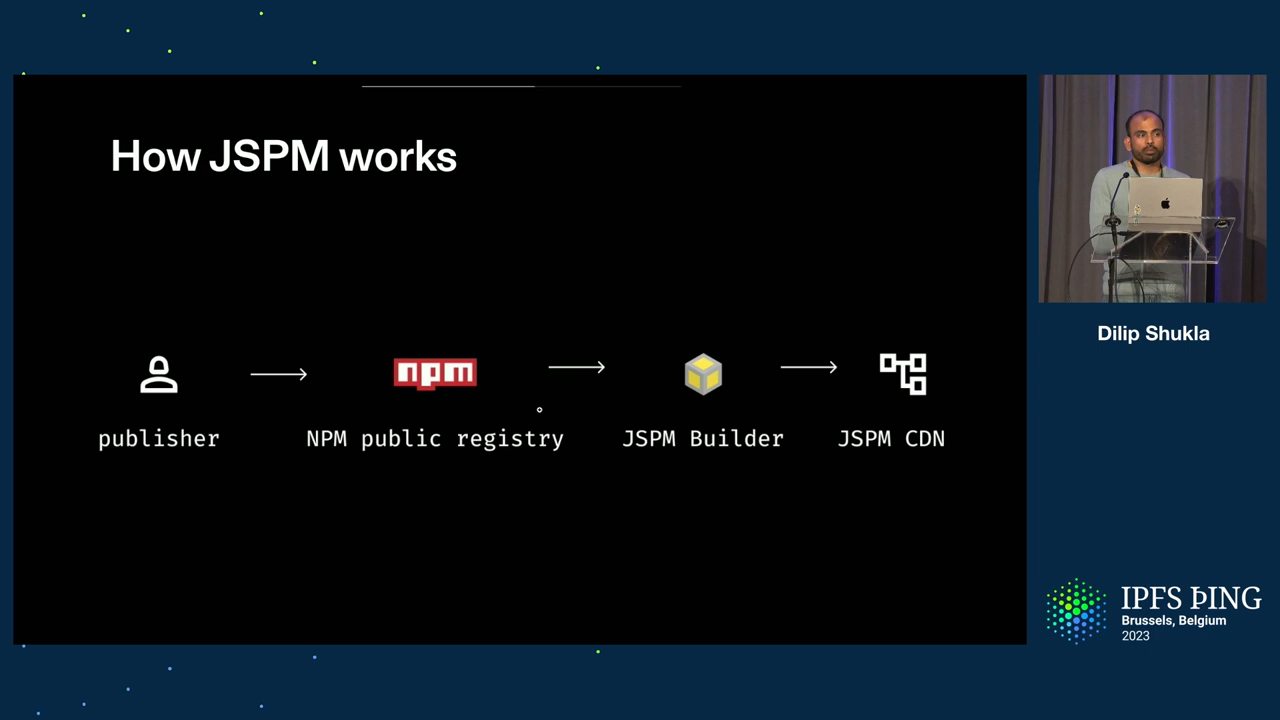 How JSPM works
npm
publisher
NPM public registry
JSPM Builder
JSPM CDN
Dilip Shukla
IPFS ÞING
Brussels, Belgium
2023